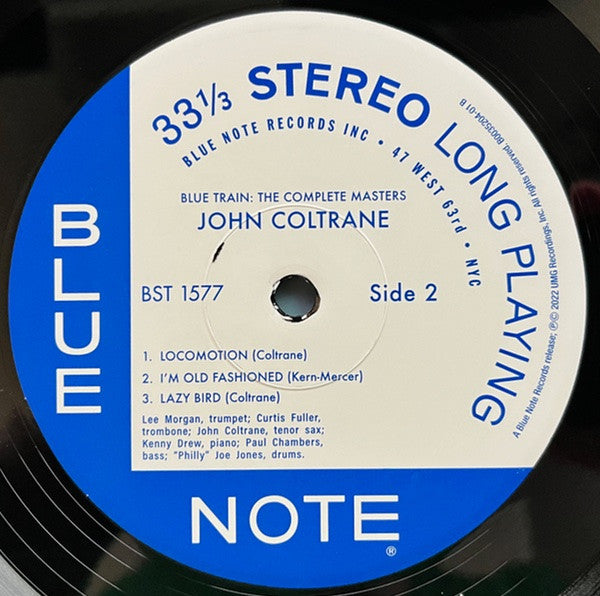 33⅓ STEREO LONG PLAYING
BLUE NOTE RECORDS INC • 47 WEST 63rd • NYC
BLUE TRAIN: THE COMPLETE MASTERS
JOHN COLTRANE
BST 1577
Side 2
1. LOCOMOTION (Coltrane)
2. I'M OLD FASHIONED (Kern-Mercer)
3. LAZY BIRD (Coltrane)
Lee Morgan, trumpet; Curtis Fuller,
trombone; John Coltrane, tenor sax;
Kenny Drew, piano; Paul Chambers,
bass; "Philly" Joe Jones, drums.
BLUE
NOTE®
A Blue Note Records release; ℗© 2022 UMG Recordings, Inc. All rights reserved. B0035204-01 B